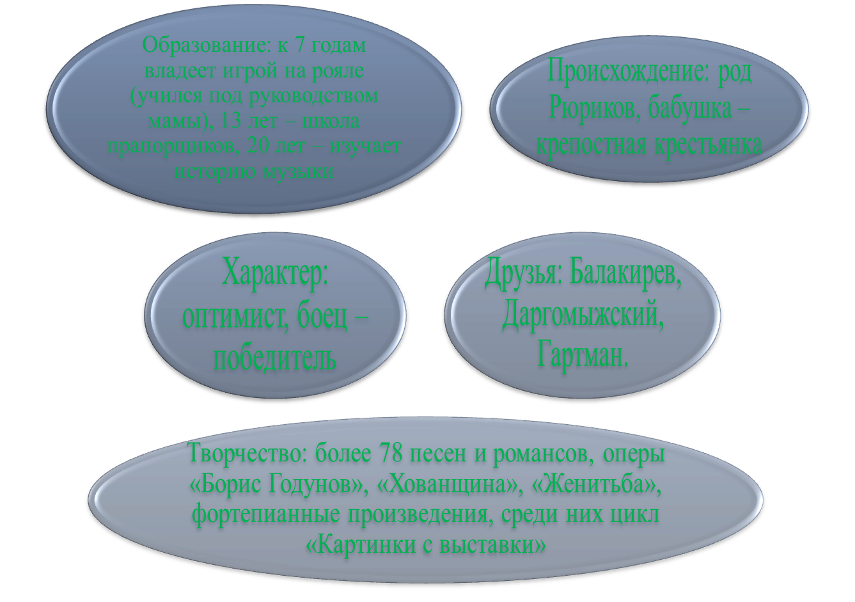 Образование: к 7 годам
владеет игрой на рояле
(учился под руководством
мамы), 13 лет – школа
прапорщиков, 20 лет – изучает
историю музыки
Происхождение: род
Рюриков, бабушка –
крепостная крестьянка
Характер:
оптимист, боец –
победитель
Друзья: Балакирев,
Даргомыжский,
Гартман.
Творчество: более 78 песен и романсов, оперы
«Борис Годунов», «Хованщина», «Женитьба»,
фортепианные произведения, среди них цикл
«Картинки с выставки»